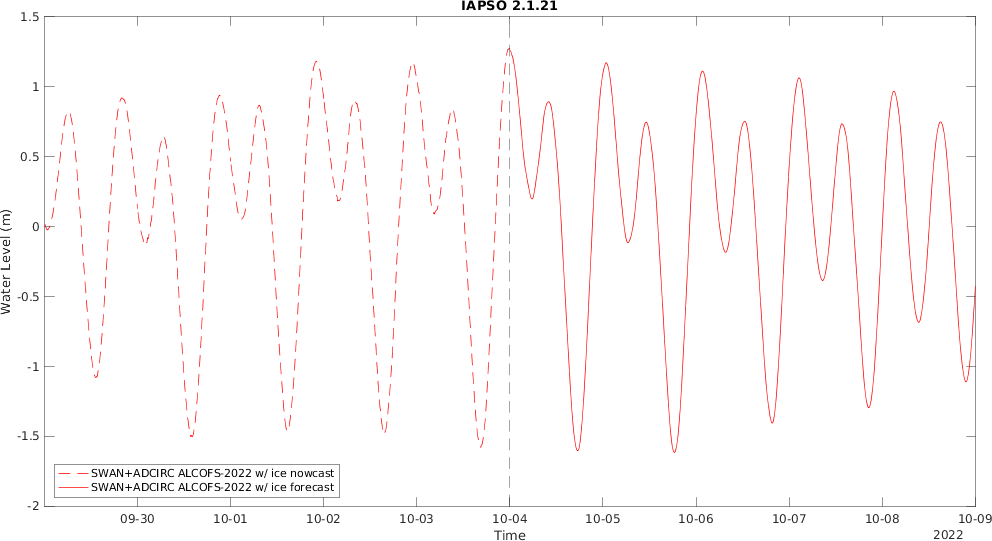 IAPSO 2.1.21
1.5
1
0.5
0
-0.5
-1
-1.5
-2
Water Level (m)
SWAN+ADCIRC ALCOFS-2022 w/ ice nowcast
SWAN+ADCIRC ALCOFS-2022 w/ ice forecast
09-30 10-01 10-02 10-03 10-04 10-05 10-06 10-07 10-08 10-09
Time
2022